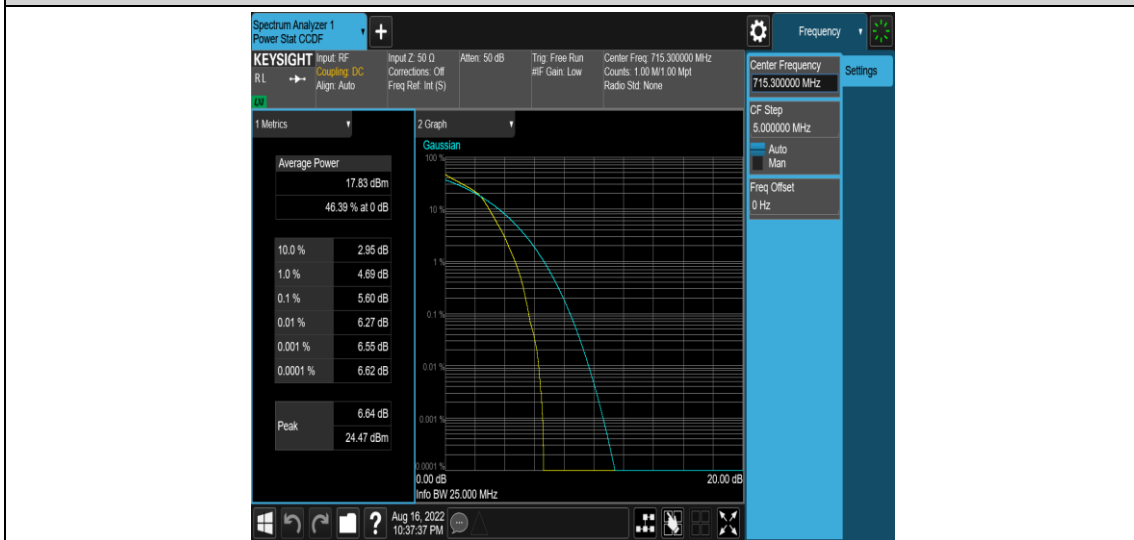 Spectrum Analyzer 1
Power Stat CCDF
Frequency
KEYSIGHT
Input: RF
Coupling: DC
Align: Auto
Input Z: 50 Ω
Corrections: Off
Freq Ref: Int (S)
Atten: 50 dB
Trig: Free Run
#IF Gain: Low
Center Freq: 715.300000 MHz
Counts: 1.00 M/1.00 Mpt
Radio Std: None
RL
LXI
Center Frequency
715.300000 MHz
Settings
CF Step
5.000000 MHz
Auto
Man
Freq Offset
0 Hz
1 Metrics
Average Power
17.83 dBm
46.39 % at 0 dB
10.0 % 2.95 dB
1.0 % 4.69 dB
0.1 % 5.60 dB
0.01 % 6.27 dB
0.001 % 6.55 dB
0.0001 % 6.62 dB
Peak
6.64 dB
24.47 dBm
2 Graph
Gaussian
100 %
10 %
1 %
0.1 %
0.01 %
0.001 %
0.0001 %
0.00 dB 20.00 dB
Info BW 25.000 MHz
?
Aug 16, 2022
10:37:37 PM